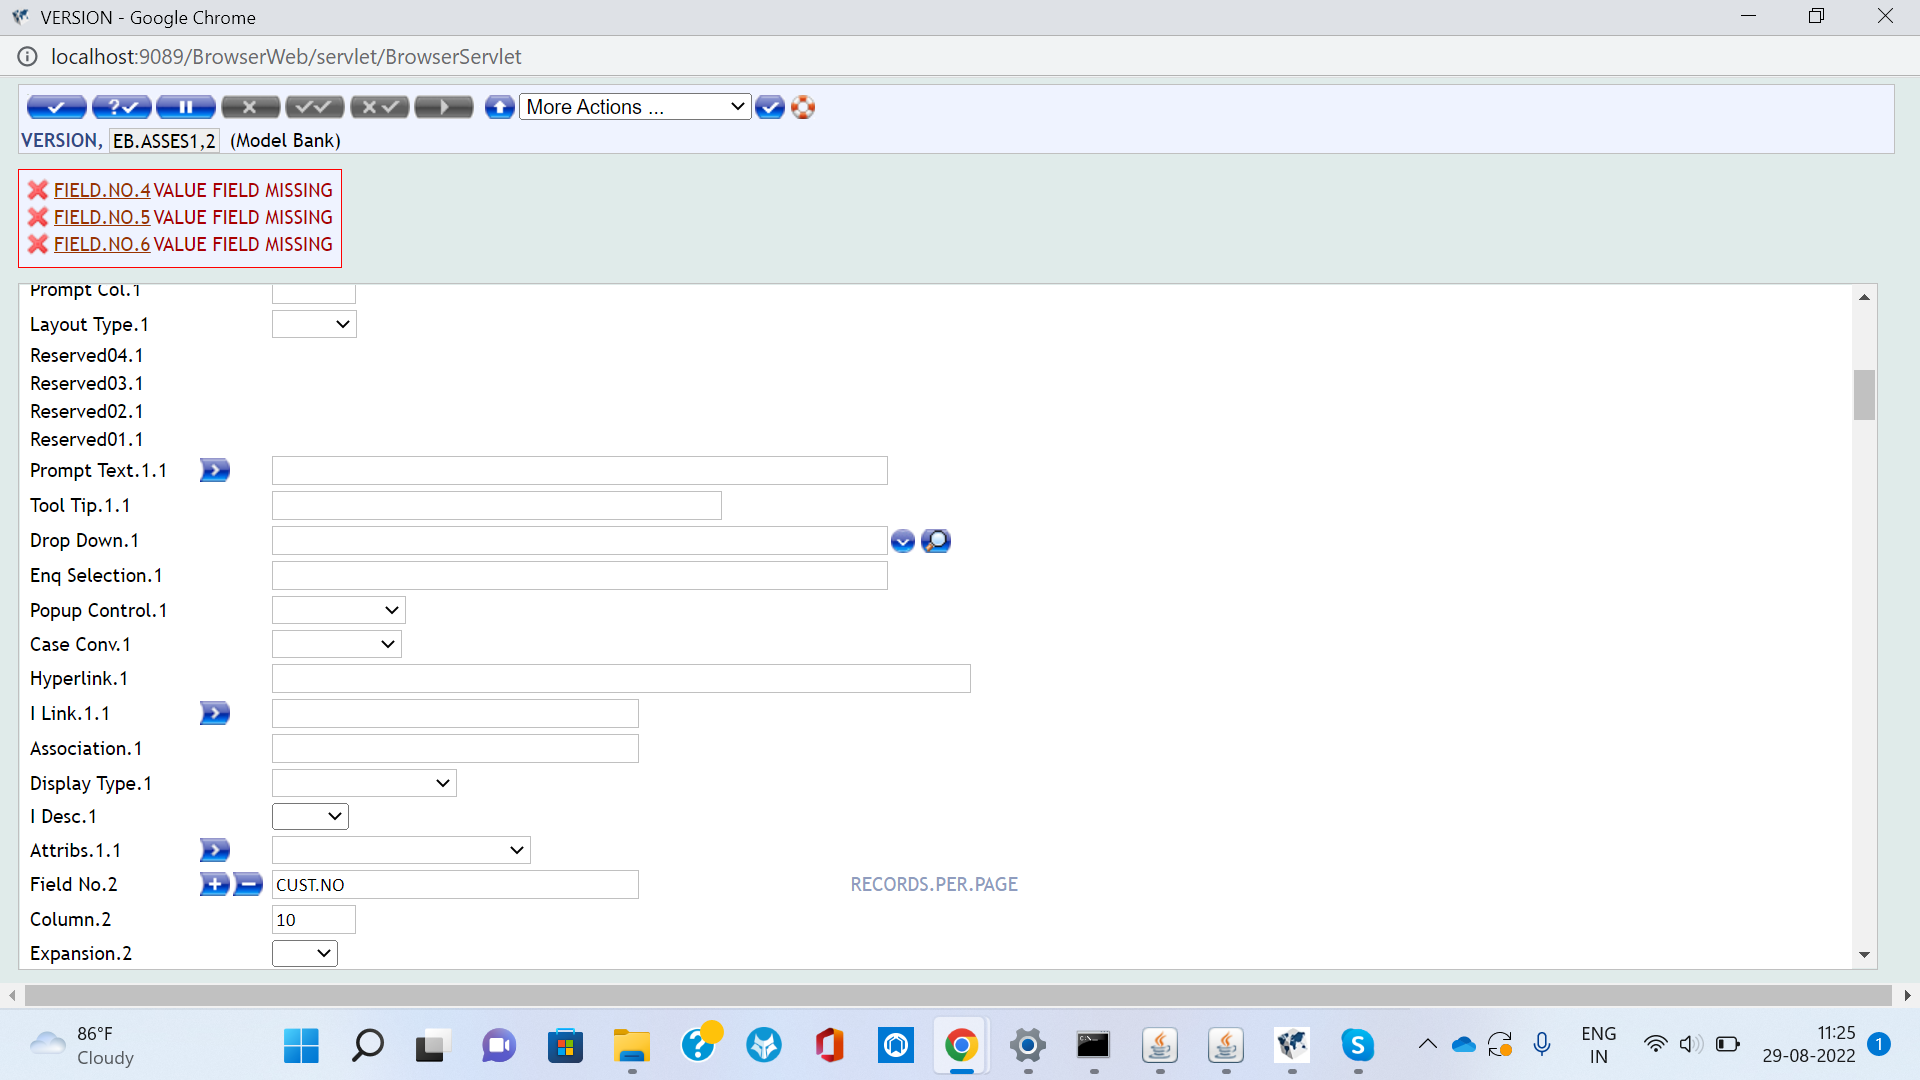 VERSION - Google Chrome
localhost:9089/BrowserWeb/servlet/BrowserServlet
More Actions ...
VERSION, EB.ASSES1,2 (Model Bank)
FIELD.NO.4 VALUE FIELD MISSING
FIELD.NO.5 VALUE FIELD MISSING
FIELD.NO.6 VALUE FIELD MISSING
Prompt Col.1
Layout Type.1
Reserved04.1
Reserved03.1
Reserved02.1
Reserved01.1
Prompt Text.1.1
Tool Tip.1.1
Drop Down.1
Enq Selection.1
Popup Control.1
Case Conv.1
Hyperlink.1
I Link.1.1
Association.1
Display Type.1
I Desc.1
Attribs.1.1
Field No.2 CUST.NO RECORDS.PER.PAGE
Column.2 10
Expansion.2
86°F
Cloudy
ENG
IN
11:25
29-08-2022
1